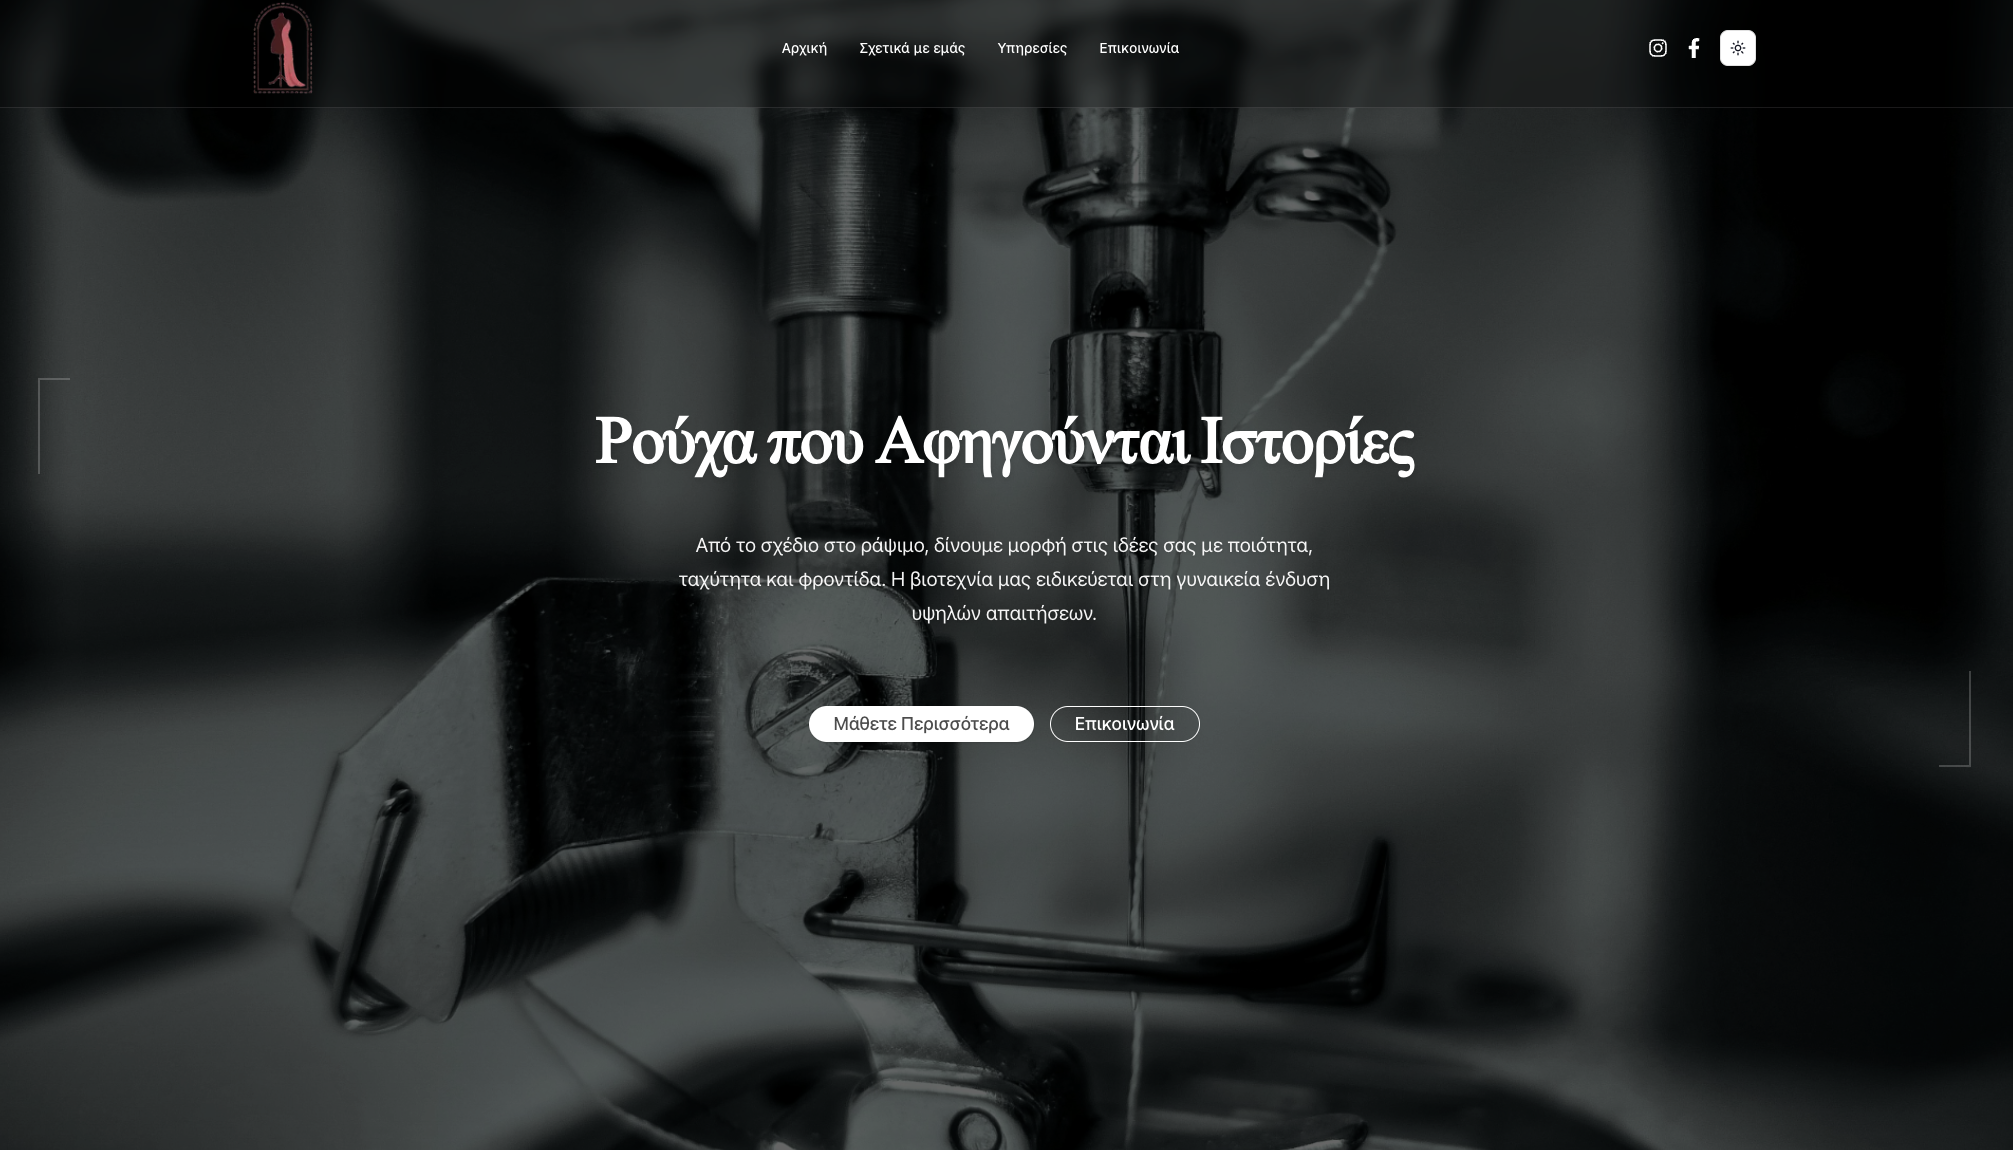 Αρχική
Σχετικά με εμάς
Υπηρεσίες
Επικοινωνία
Ρούχα που Αφηγούνται Ιστορίες
Από το σχέδιο στο ράψιμο, δίνουμε μορφή στις ιδέες σας με ποιότητα,
ταχύτητα και φροντίδα. Η βιοτεχνία μας ειδικεύεται στη γυναικεία ένδυση
υψηλών απαιτήσεων.
Μάθετε Περισσότερα
Επικοινωνία